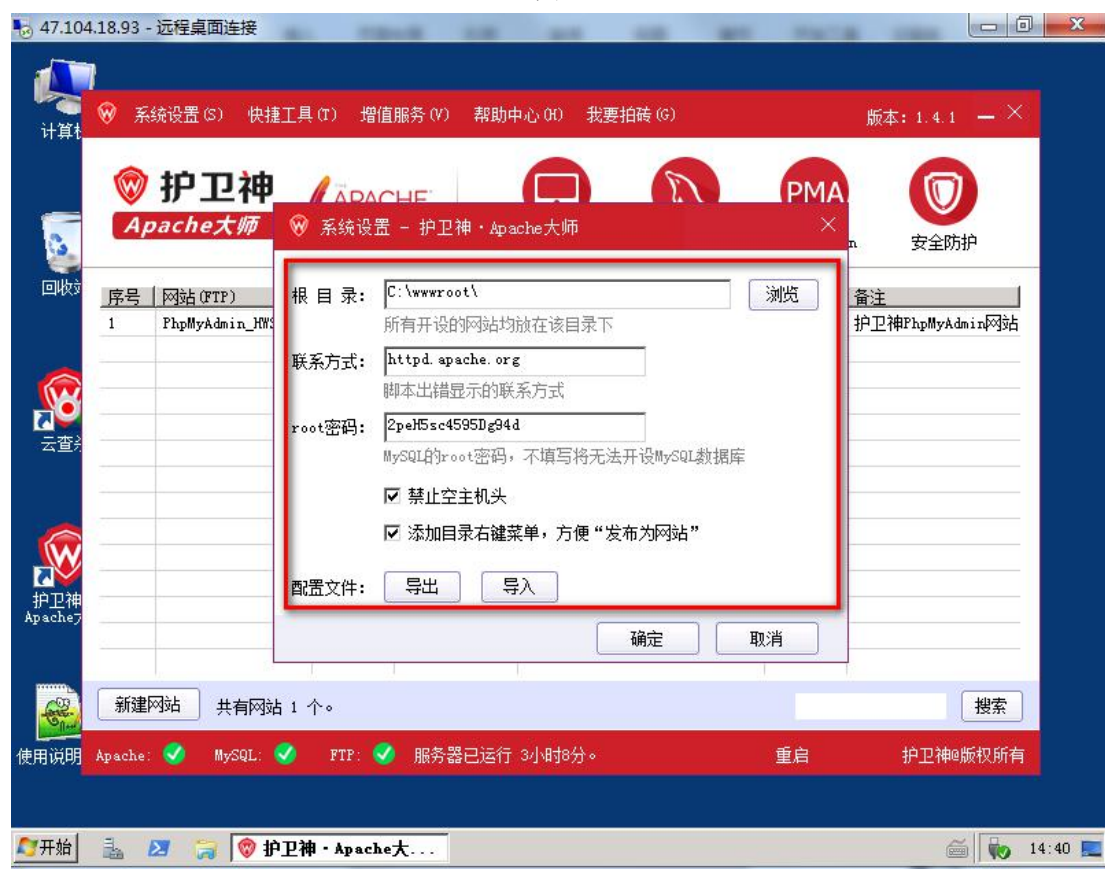 47.104.18.93 - 远程桌面连接
计算
系统设置(S) 快捷工具(T) 增值服务(V) 帮助中心(H) 我要拍砖(G) 版本: 1.4.1
护卫神
Apache大师
THE
APACHE
PMA
n
安全防护
系统设置 - 护卫神·Apache大师
回收
序号 网站(FTP) 备注
1 PhpMyAdmin_HWS 护卫神PhpMyAdmin网站
根 目 录: C:\wwwroot\ 浏览
所有开设的网站均放在该目录下
联系方式: httpd.apache.org
脚本出错显示的联系方式
root密码: 2peH5sc4595Dg94d
MySQL的root密码，不填写将无法开设MySQL数据库
禁止空主机头
添加目录右键菜单，方便“发布为网站”
配置文件: 导出 导入
确定 取消
云查
护卫神
Apache
新建网站 共有网站 1 个。 搜索
使用说明
Apache: MySQL: FTP: 服务器已运行 3小时8分。 重启 护卫神@版权所有
开始 护卫神·Apache大... 14:40